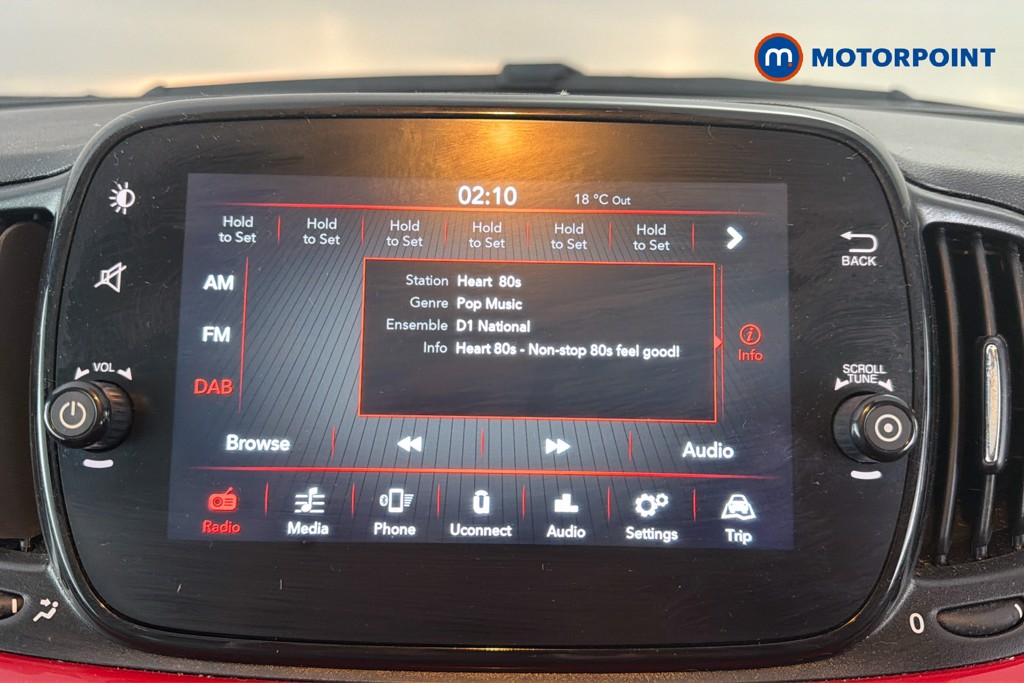 m MOTORPOINT
02:10 18 °C Out
Hold to Set
Hold to Set
Hold to Set
Hold to Set
Hold to Set
Hold to Set
BACK
AM
FM
DAB
Station Heart 80s
Genre Pop Music
Ensemble D1 National
Info Heart 80s - Non-stop 80s feel good!
Info
VOL
SCROLL
TUNE
Browse
Audio
Radio Media Phone Uconnect Audio Settings Trip
0